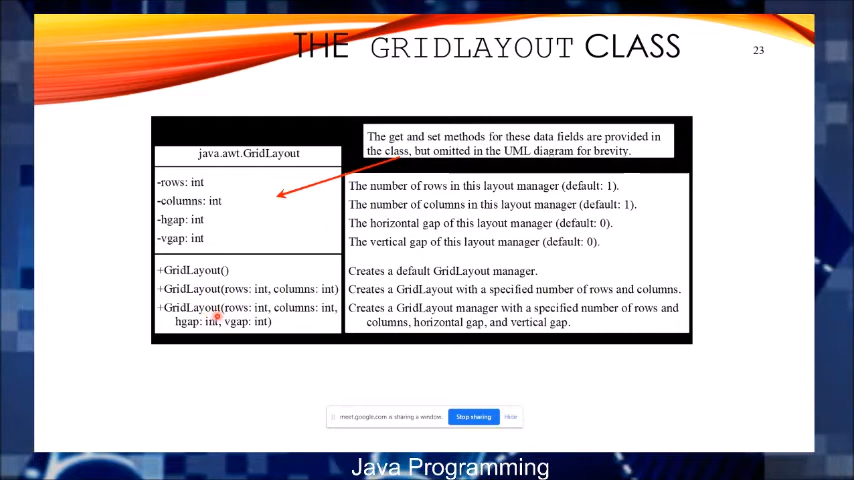 THE GRIDLAYOUT CLASS
23
The get and set methods for these data fields are provided in
the class, but omitted in the UML diagram for brevity.
java.awt.GridLayout
-rows: int
The number of rows in this layout manager (default: 1).
-columns: int
The number of columns in this layout manager (default: 1).
-hgap: int
The horizontal gap of this layout manager (default: 0).
-vgap: int
The vertical gap of this layout manager (default: 0).
+GridLayout()
Creates a default GridLayout manager.
+GridLayout(rows: int, columns: int)
Creates a GridLayout with a specified number of rows and columns.
+GridLayout(rows: int, columns: int,
hgap: int, vgap: int)
Creates a GridLayout manager with a specified number of rows and
columns, horizontal gap, and vertical gap.
meet.google.com is sharing a window.
Stop sharing
Hide
Java Programming